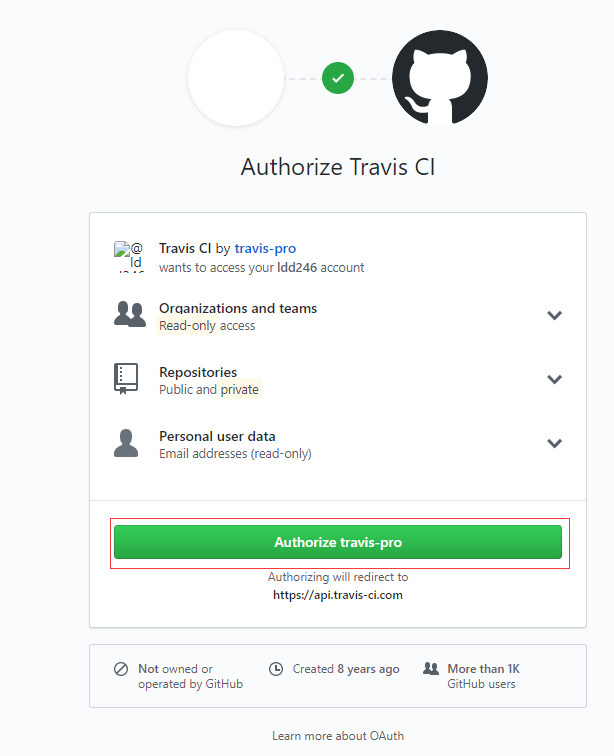 Authorize Travis CI
@
ld
d246
Travis CI by travis-pro
wants to access your ldd246 account
Organizations and teams
Read-only access
Repositories
Public and private
Personal user data
Email addresses (read-only)
Authorize travis-pro
Authorizing will redirect to
https://api.travis-ci.com
Not owned or
operated by GitHub
Created 8 years ago
More than 1K
GitHub users
Learn more about OAuth